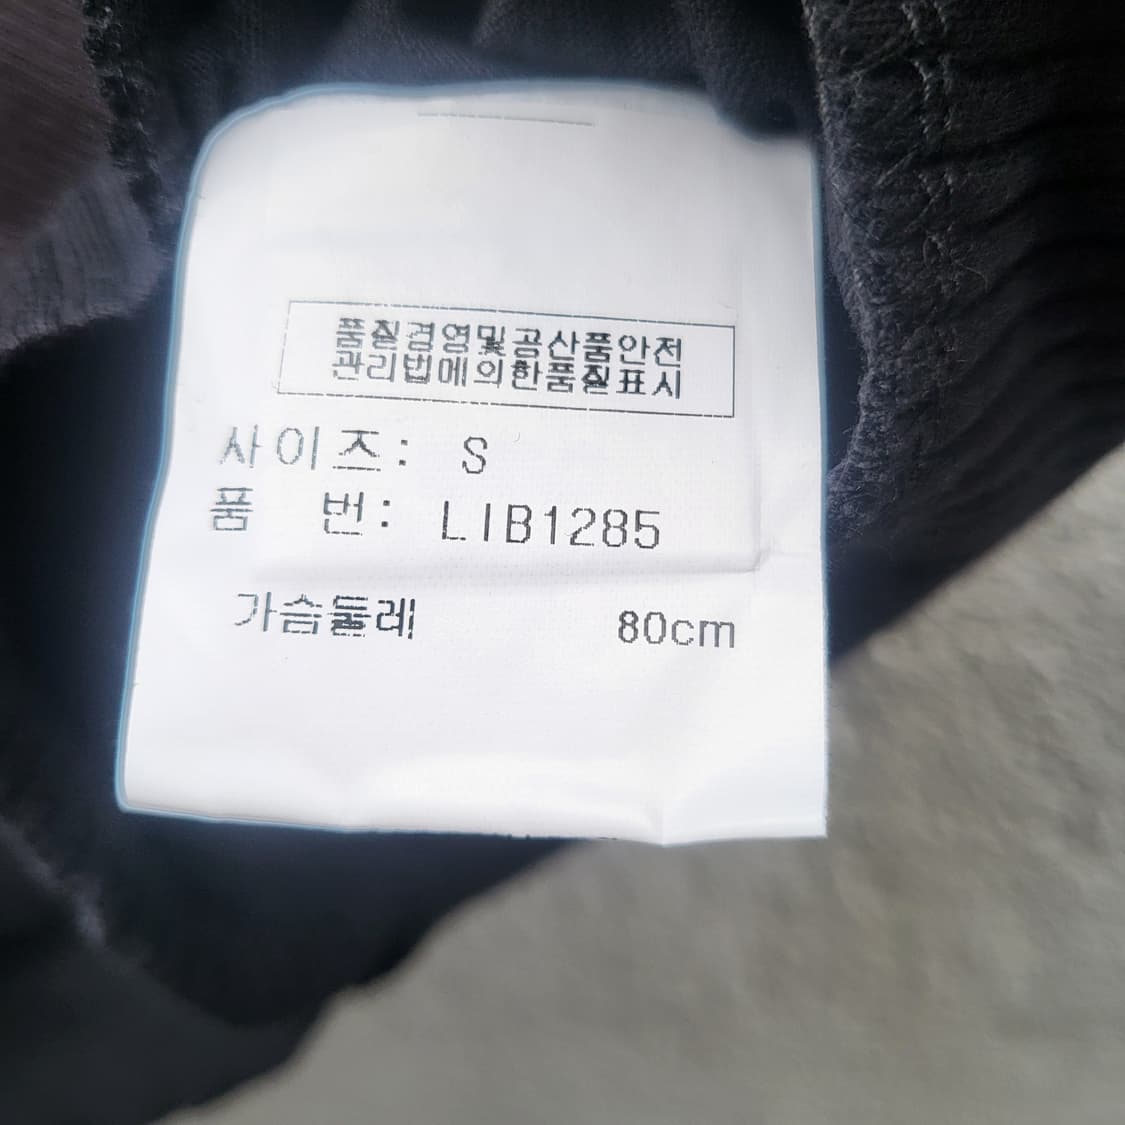 품질경영및공산품안전
관리법에의한품질표시
사이즈: S
품 번: LIB1285
가슴둘레 80cm